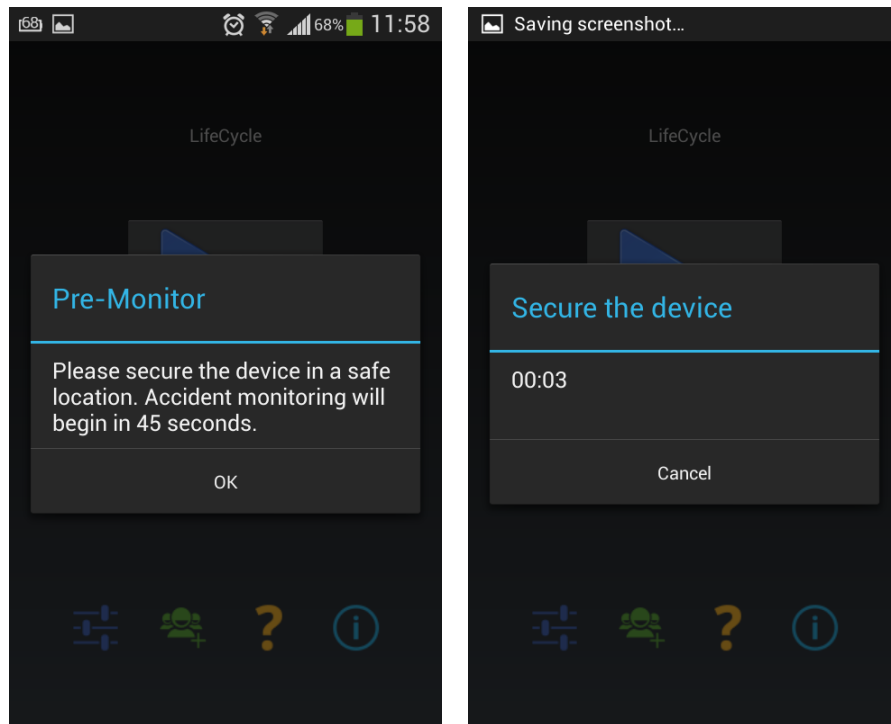 68 68% 11:58
LifeCycle
Pre-Monitor
Please secure the device in a safe
location. Accident monitoring will
begin in 45 seconds.
OK
?
i
Saving screenshot...
LifeCycle
Secure the device
00:03
Cancel
?
i